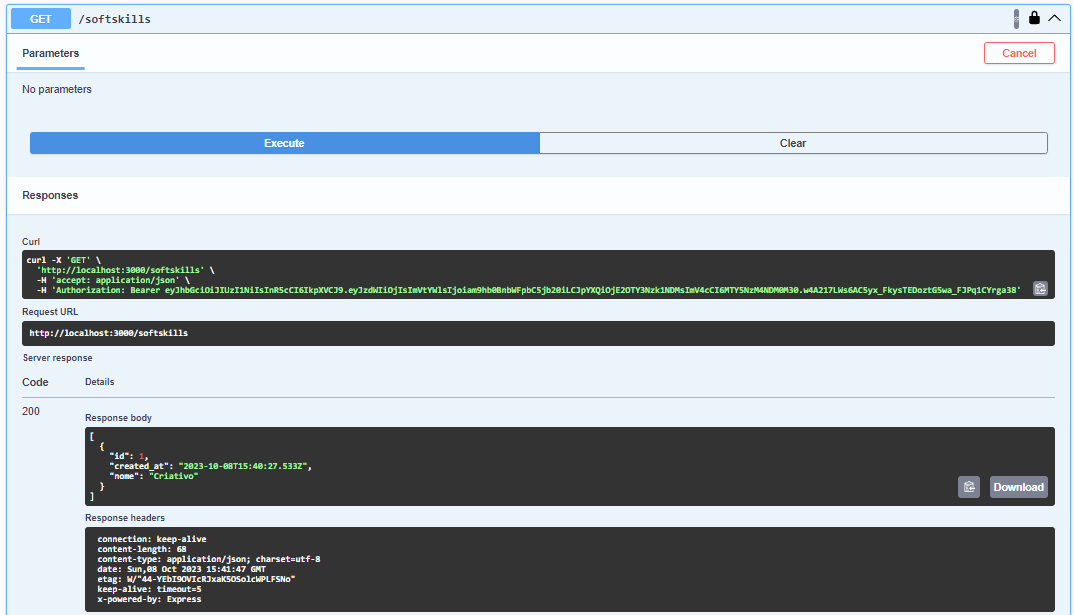 GET /softskills
Parameters
Cancel
No parameters
Execute
Clear
Responses
Curl
curl -X 'GET' \
'http://localhost:3000/softskills' \
-H 'accept: application/json' \
-H 'Authorization: Bearer
Request URL
http://localhost:3000/softskills
Server response
Code Details
200
Response body
[
{
"id": 1,
"created_at": "2023-10-08T15:40:27.533Z",
"nome": "Criativo"
}
]
Download
Response headers
connection: keep-alive
content-length: 68
content-type: application/json; charset=utf-8
date: Sun,08 Oct 2023 15:41:47 GMT
etag: W/"44-YEbI9OVIcRJxaK5OSolcWPLFSNo"
keep-alive: timeout=5
x-powered-by: Express